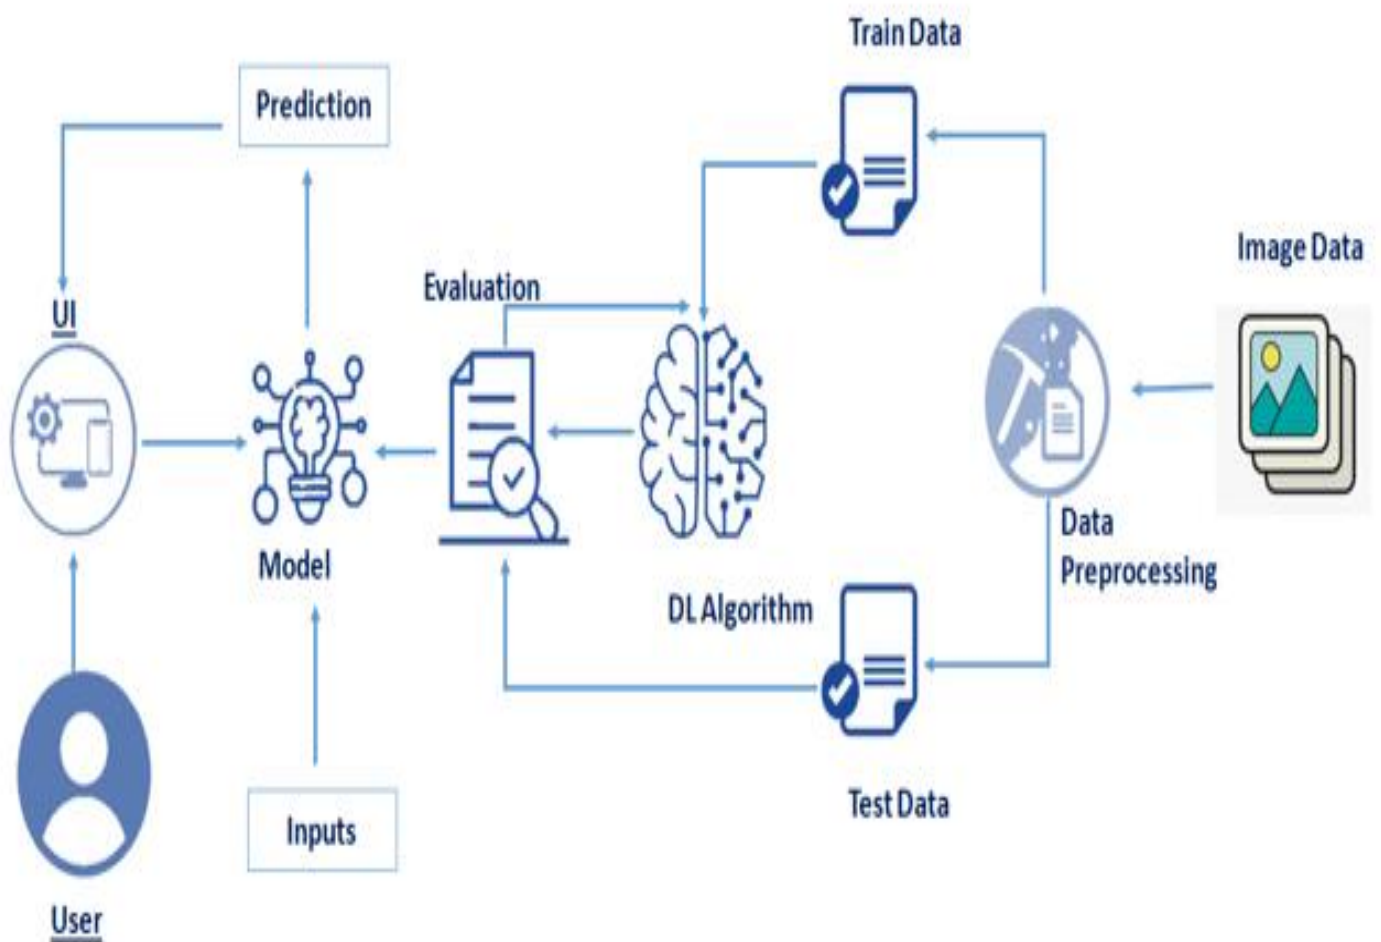 Train Data
Prediction
Image Data
Evaluation
UI
Data
Preprocessing
Model
DL Algorithm
Test Data
Inputs
User